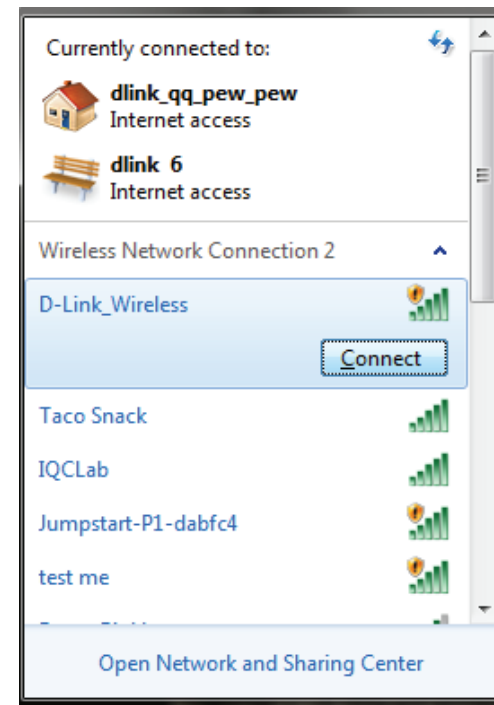 Currently connected to:
dlink_qq_pew_pew
Internet access
dlink 6
Internet access
Wireless Network Connection 2
D-Link_Wireless
Connect
Taco Snack
IQCLab
Jumpstart-P1-dabfc4
test me
Open Network and Sharing Center